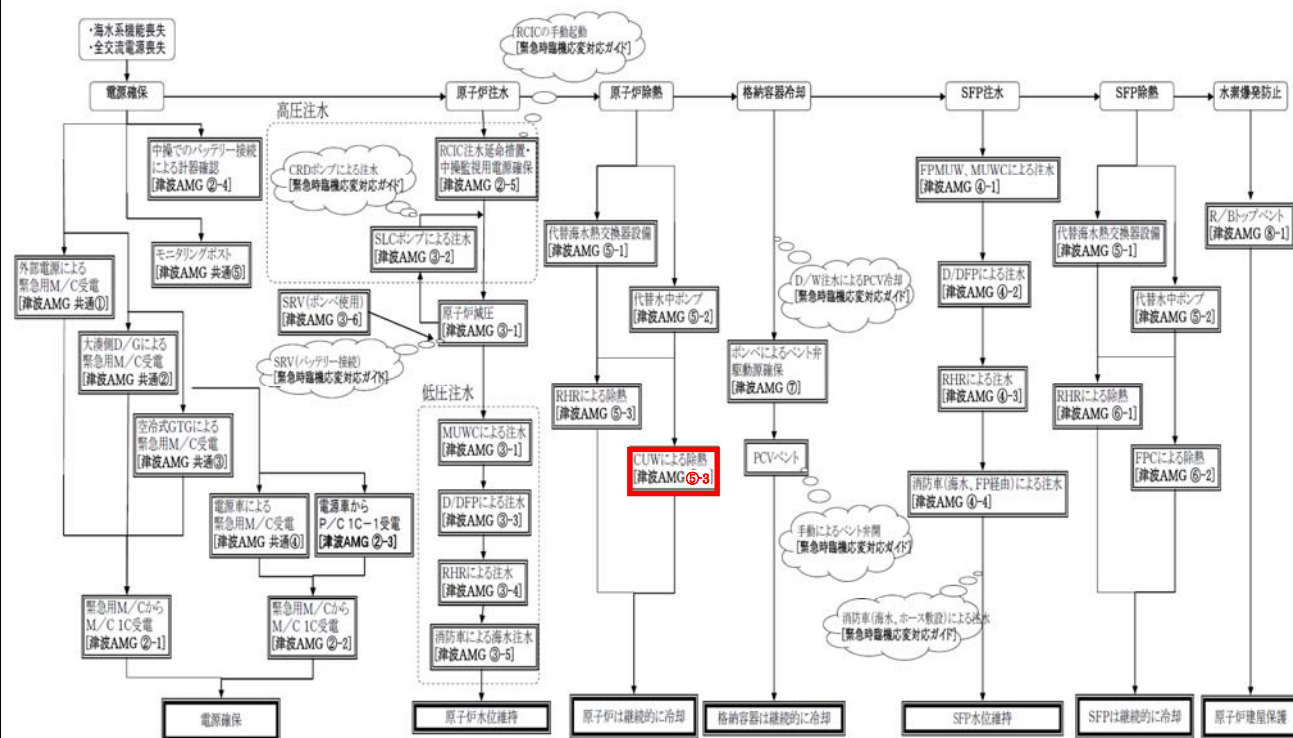 ・海水系機能喪失
・全交流電源喪失
RCICの手動起動
[緊急時臨機応変対応ガイド]
電源確保
原子炉注水
原子炉除熱
格納容器冷却
SFP注水
SFP除熱
水素爆発防止
高圧注水
中操でのバッテリー接続
による計器確認
[津波AMG ②-4]
CRDポンプによる注水
[緊急時臨機応変対応ガイド]
RCIC注水延命措置・
中操監視用電源確保
[津波AMG ②-5]
SLCポンプによる注水
[津波AMG ③-2]
モニタリングポスト
[津波AMG 共通⑤]
外部電源による
緊急用M/C受電
[津波AMG 共通①]
SRV(ボンベ使用)
[津波AMG ③-6]
原子炉減圧
[津波AMG ③-1]
大湊側D/Gによる
緊急用M/C受電
[津波AMG 共通②]
SRV(バッテリー接続)
[緊急時臨機応変対応ガイド]
低圧注水
空冷式GTGによる
緊急用M/C受電
[津波AMG 共通③]
MUWCによる注水
[津波AMG ③-1]
電源車による
緊急用M/C受電
[津波AMG 共通④]
電源車から
P/C 1C-1受電
[津波AMG ②-3]
D/DFPによる注水
[津波AMG ③-3]
RHRによる注水
[津波AMG ③-4]
緊急用M/Cから
M/C 1C受電
[津波AMG ②-1]
緊急用M/Cから
M/C 1C受電
[津波AMG ②-2]
消防車による海水注水
[津波AMG ③-5]
代替海水熱交換器設備
[津波AMG ⑤-1]
代替水中ポンプ
[津波AMG ⑤-2]
RHRによる除熱
[津波AMG ⑤-3]
CUWによる除熱
[津波AMG ⑤-3]
D/W注水によるPCV冷却
[緊急時臨機応変対応ガイド]
ボンベによるベント弁
駆動源確保
[津波AMG ⑦]
PCVベント
手動によるベント弁開
[緊急時臨機応変対応ガイド]
FPMUW、MUWCによる注水
[津波AMG ④-1]
D/DFPによる注水
[津波AMG ④-2]
RHRによる注水
[津波AMG ④-3]
消防車(海水、FP経由)による注水
[津波AMG ④-4]
消防車(海水、ホース敷設)による注水
[緊急時臨機応変対応ガイド]
代替海水熱交換器設備
[津波AMG ⑤-1]
代替水中ポンプ
[津波AMG ⑤-2]
RHRによる除熱
[津波AMG ⑥-1]
FPCによる除熱
[津波AMG ⑥-2]
R/Bトップベント
[津波AMG ⑧-1]
電源確保
原子炉水位維持
原子炉は継続的に冷却
格納容器は継続的に冷却
SFP水位維持
SFPは継続的に冷却
原子炉建屋保護